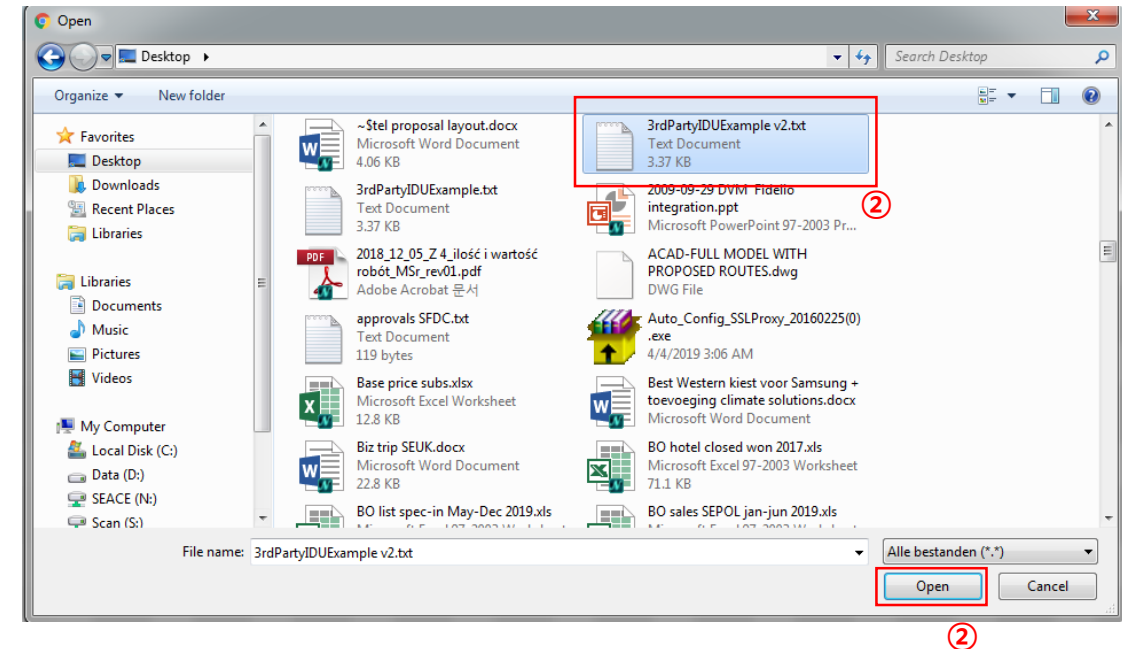 Open
Desktop
Search Desktop
Organize
New folder
Favorites
Desktop
Downloads
Recent Places
Libraries
Libraries
Documents
Music
Pictures
Videos
My Computer
Local Disk (C:)
Data (D:)
SEACE (N:)
Scan (S:)
~$tel proposal layout.docx
Microsoft Word Document
4.06 KB
3rdPartyIDUExample.txt
Text Document
3.37 KB
PDF
2018_12_05_Z 4_ilość i wartość
robót_MSr_rev01.pdf
Adobe Acrobat 문서
approvals SFDC.txt
Text Document
119 bytes
Base price subs.xlsx
Microsoft Excel Worksheet
12.8 KB
Biz trip SEUK.docx
Microsoft Word Document
22.8 KB
BO list spec-in May-Dec 2019.xls
3rdPartyIDUExample v2.txt
Text Document
3.37 KB
②
2009-09-29 DVM Fidelio
integration.ppt
Microsoft PowerPoint 97-2003 Pr...
ACAD-FULL MODEL WITH
PROPOSED ROUTES.dwg
DWG File
Auto_Config_SSLProxy_20160225(0)
.exe
4/4/2019 3:06 AM
Best Western kiest voor Samsung +
toevoeging climate solutions.docx
Microsoft Word Document
BO hotel closed won 2017.xls
Microsoft Excel 97-2003 Worksheet
71.1 KB
BO sales SEPOL jan-jun 2019.xls
File name: 3rdPartyIDUExample v2.txt
Alle bestanden (*.*)
Open
Cancel
②